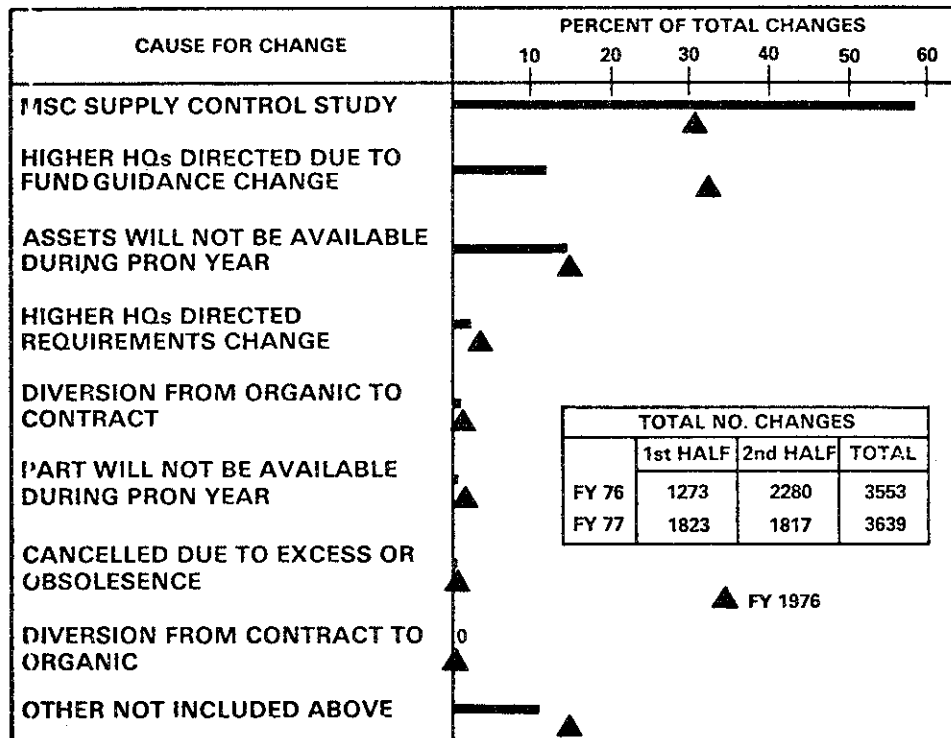 CAUSE FOR CHANGE
PERCENT OF TOTAL CHANGES
10 20 30 40 50 60
MSC SUPPLY CONTROL STUDY
HIGHER HQs DIRECTED DUE TO
FUND GUIDANCE CHANGE
ASSETS WILL NOT BE AVAILABLE
DURING PRON YEAR
HIGHER HQs DIRECTED
REQUIREMENTS CHANGE
DIVERSION FROM ORGANIC TO
CONTRACT
PART WILL NOT BE AVAILABLE
DURING PRON YEAR
CANCELLED DUE TO EXCESS OR
OBSOLESENCE
DIVERSION FROM CONTRACT TO
ORGANIC
0
OTHER NOT INCLUDED ABOVE
TOTAL NO. CHANGES
1st HALF 2nd HALF TOTAL
FY 76 1273 2280 3553
FY 77 1823 1817 3639
FY 1976